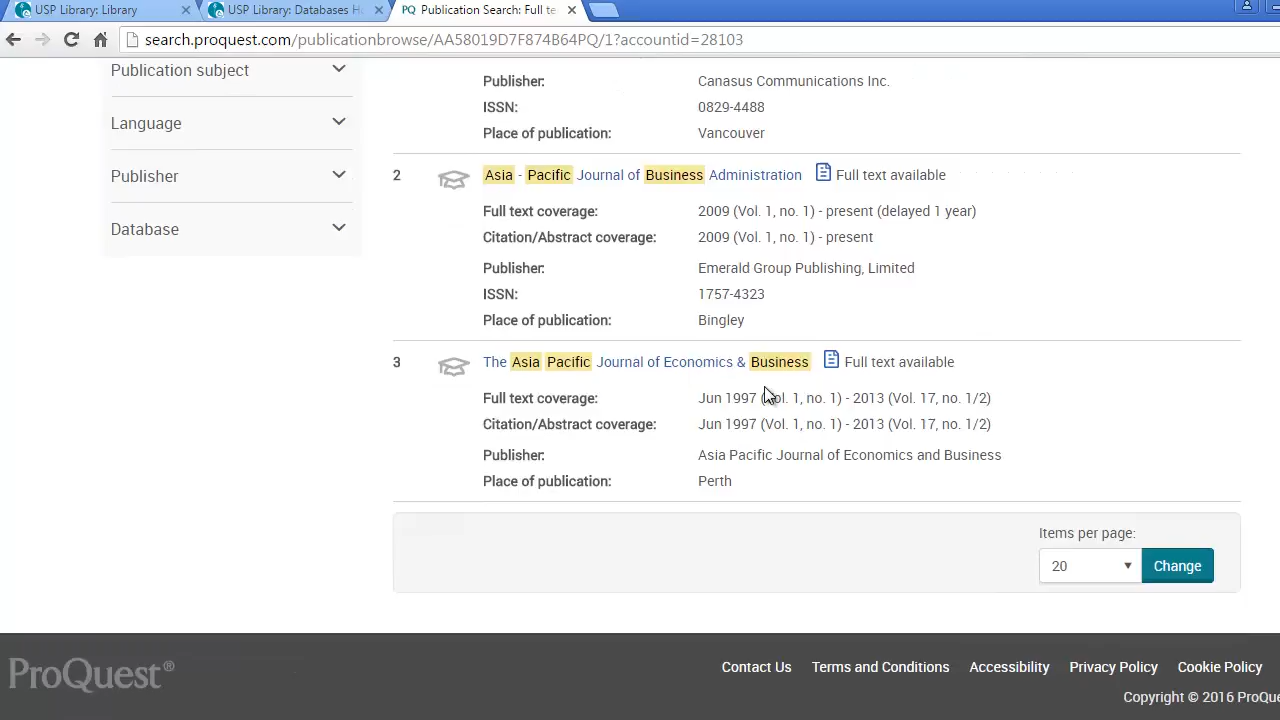 USP Library: Library
USP Library: Databases H
PQ Publication Search: Full te
search.proquest.com/publicationbrowse/AA58019D7F874B64PQ/1?accountid=28103
Publication subject
Language
Publisher
Database
Publisher: Canasus Communications Inc.
ISSN: 0829-4488
Place of publication: Vancouver
2 Asia - Pacific Journal of Business Administration Full text available
Full text coverage: 2009 (Vol. 1, no. 1) - present (delayed 1 year)
Citation/Abstract coverage: 2009 (Vol. 1, no. 1) - present
Publisher: Emerald Group Publishing, Limited
ISSN: 1757-4323
Place of publication: Bingley
3 The Asia Pacific Journal of Economics & Business Full text available
Full text coverage: Jun 1997 (Vol. 1, no. 1) - 2013 (Vol. 17, no. 1/2)
Citation/Abstract coverage: Jun 1997 (Vol. 1, no. 1) - 2013 (Vol. 17, no. 1/2)
Publisher: Asia Pacific Journal of Economics and Business
Place of publication: Perth
Items per page:
20 Change
ProQuest®
Contact Us Terms and Conditions Accessibility Privacy Policy Cookie Policy
Copyright © 2016 ProQue